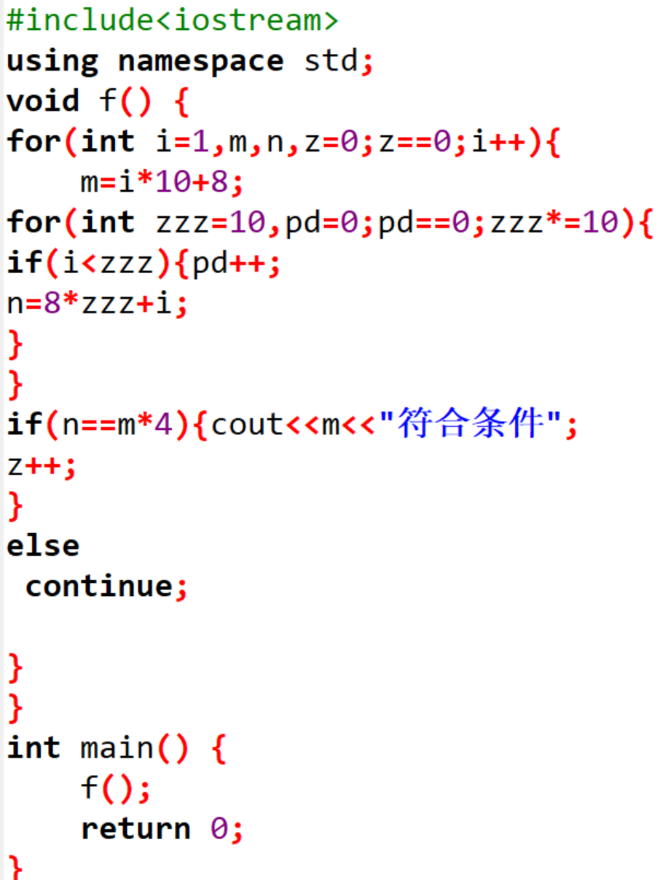 #include<iostream>
using namespace std;
void f() {
for(int i=1,m,n,z=0;z==0;i++){
    m=i*10+8;
for(int zzz=10,pd=0;pd==0;zzz*=10){
if(i<zzz){pd++;
n=8*zzz+i;
}
}
if(n==m*4){cout<<m<<"符合条件";
z++;
}
else
 continue;

}
}
int main() {
    f();
    return 0;
}